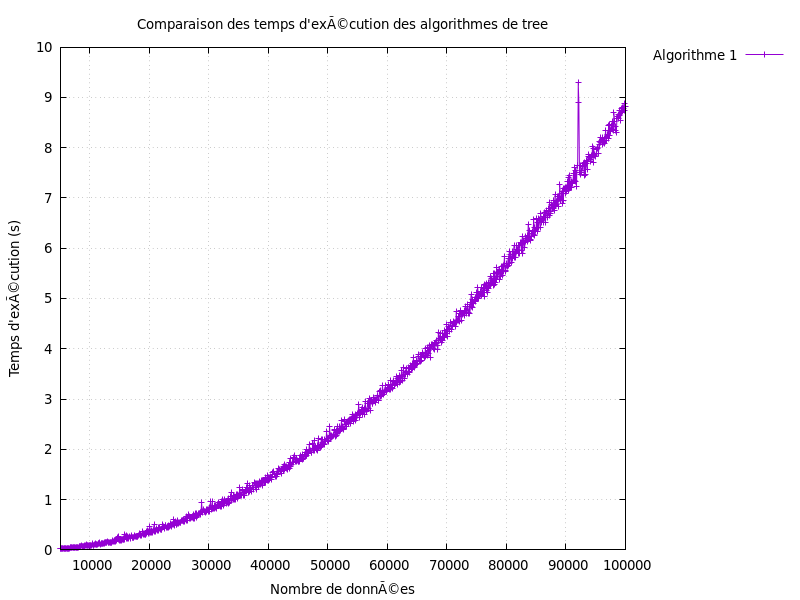 Comparaison des temps d'exÃ©cution des algorithmes de tree
Algorithme 1
Temps d'exÃ©cution (s)
10
9
8
7
6
5
4
3
2
1
0
10000 20000 30000 40000 50000 60000 70000 80000 90000 100000
Nombre de donnÃ©es